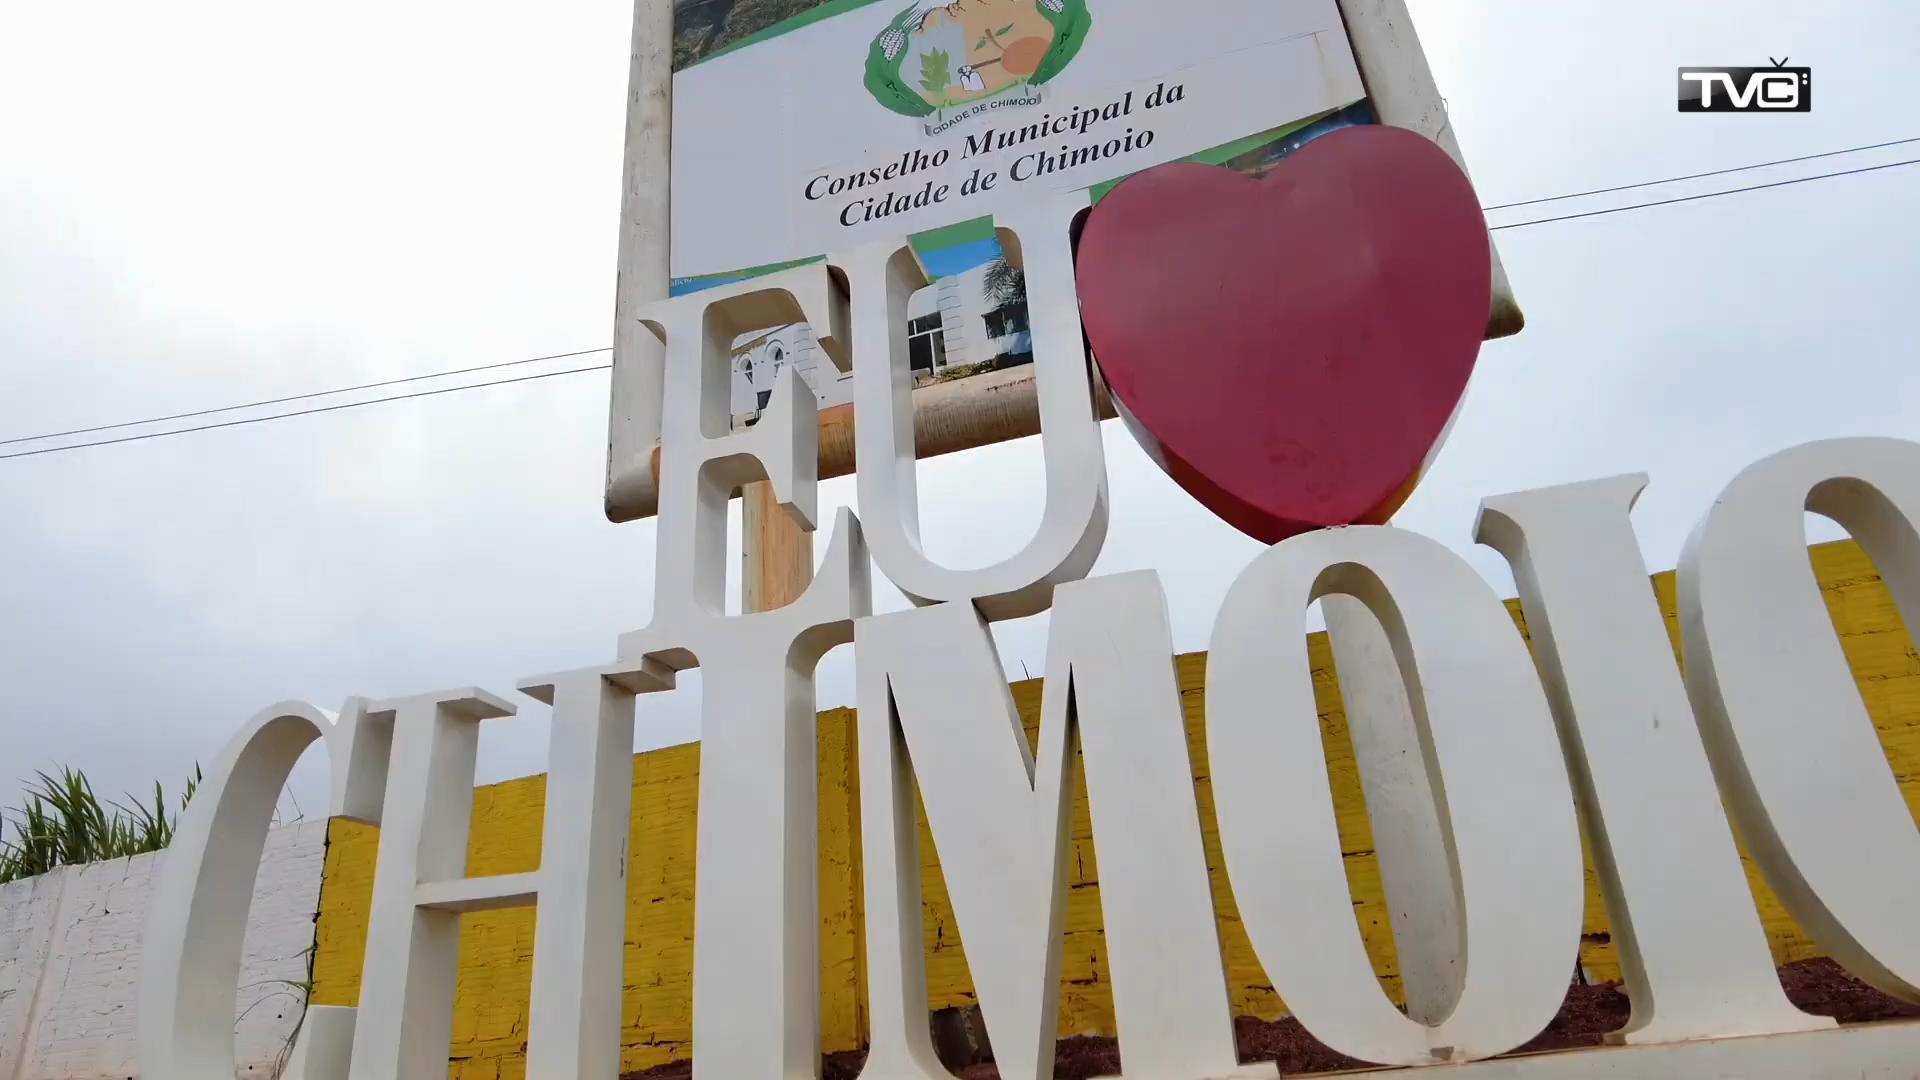 TVC
CIDADE DE CHIMOIO
Conselho Municipal da
Cidade de Chimoio
EU
CHIMOIO